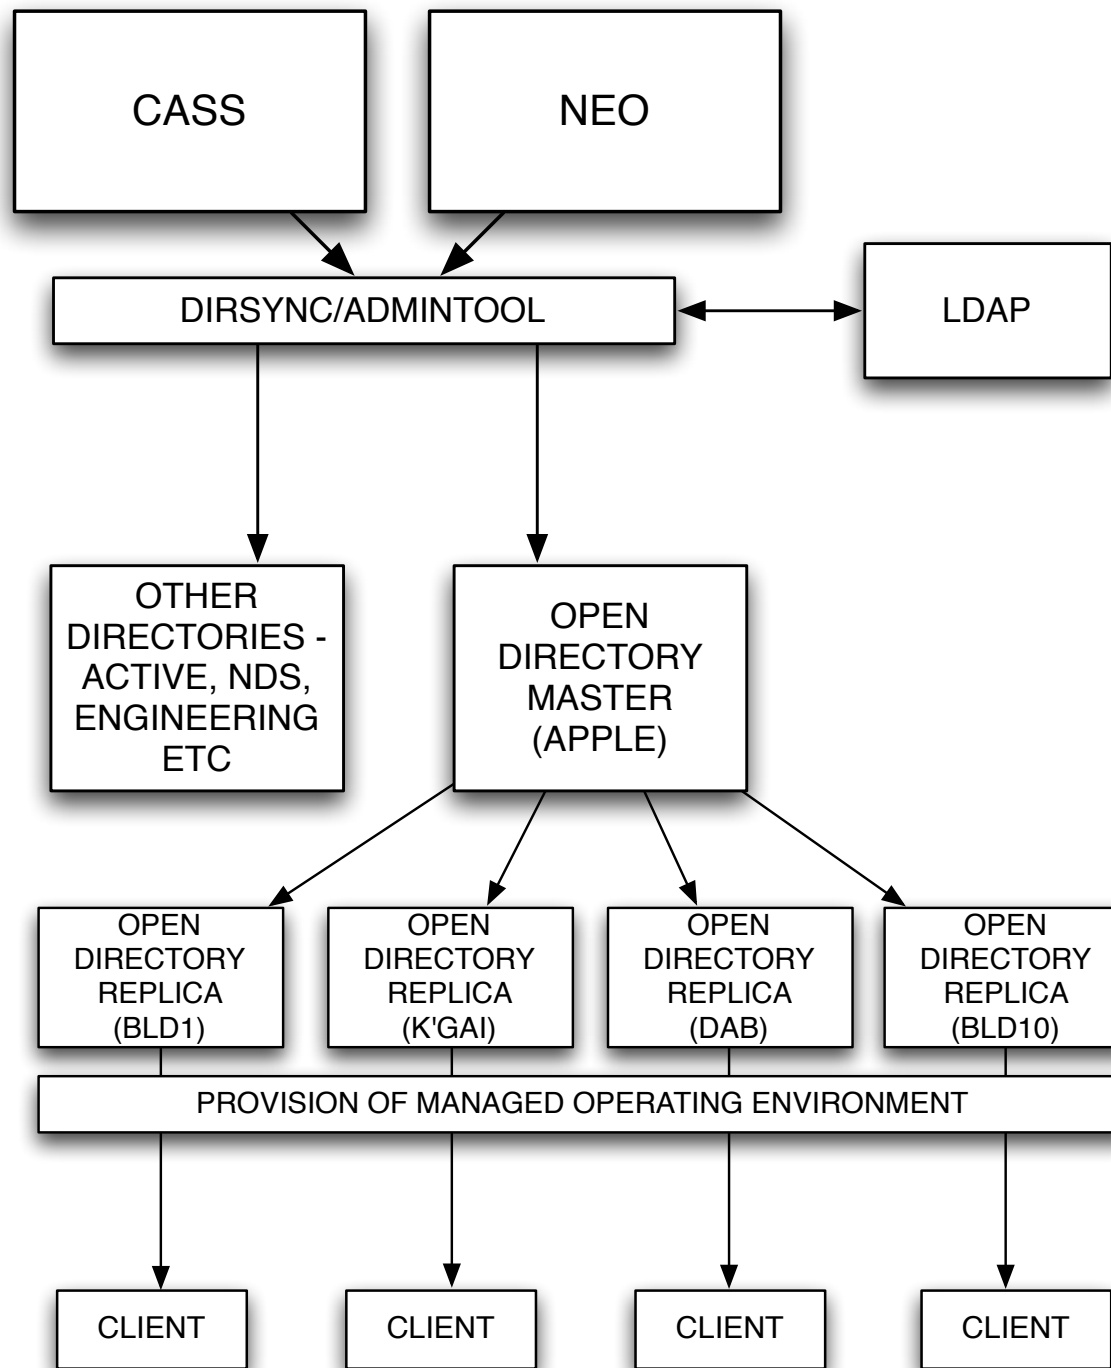 CASS
NEO
DIRSYNC/ADMINTOOL
LDAP
OTHER
DIRECTORIES -
ACTIVE, NDS,
ENGINEERING
ETC
OPEN
DIRECTORY
MASTER
(APPLE)
OPEN
DIRECTORY
REPLICA
(BLD1)
OPEN
DIRECTORY
REPLICA
(K'GAI)
OPEN
DIRECTORY
REPLICA
(DAB)
OPEN
DIRECTORY
REPLICA
(BLD10)
PROVISION OF MANAGED OPERATING ENVIRONMENT
CLIENT
CLIENT
CLIENT
CLIENT